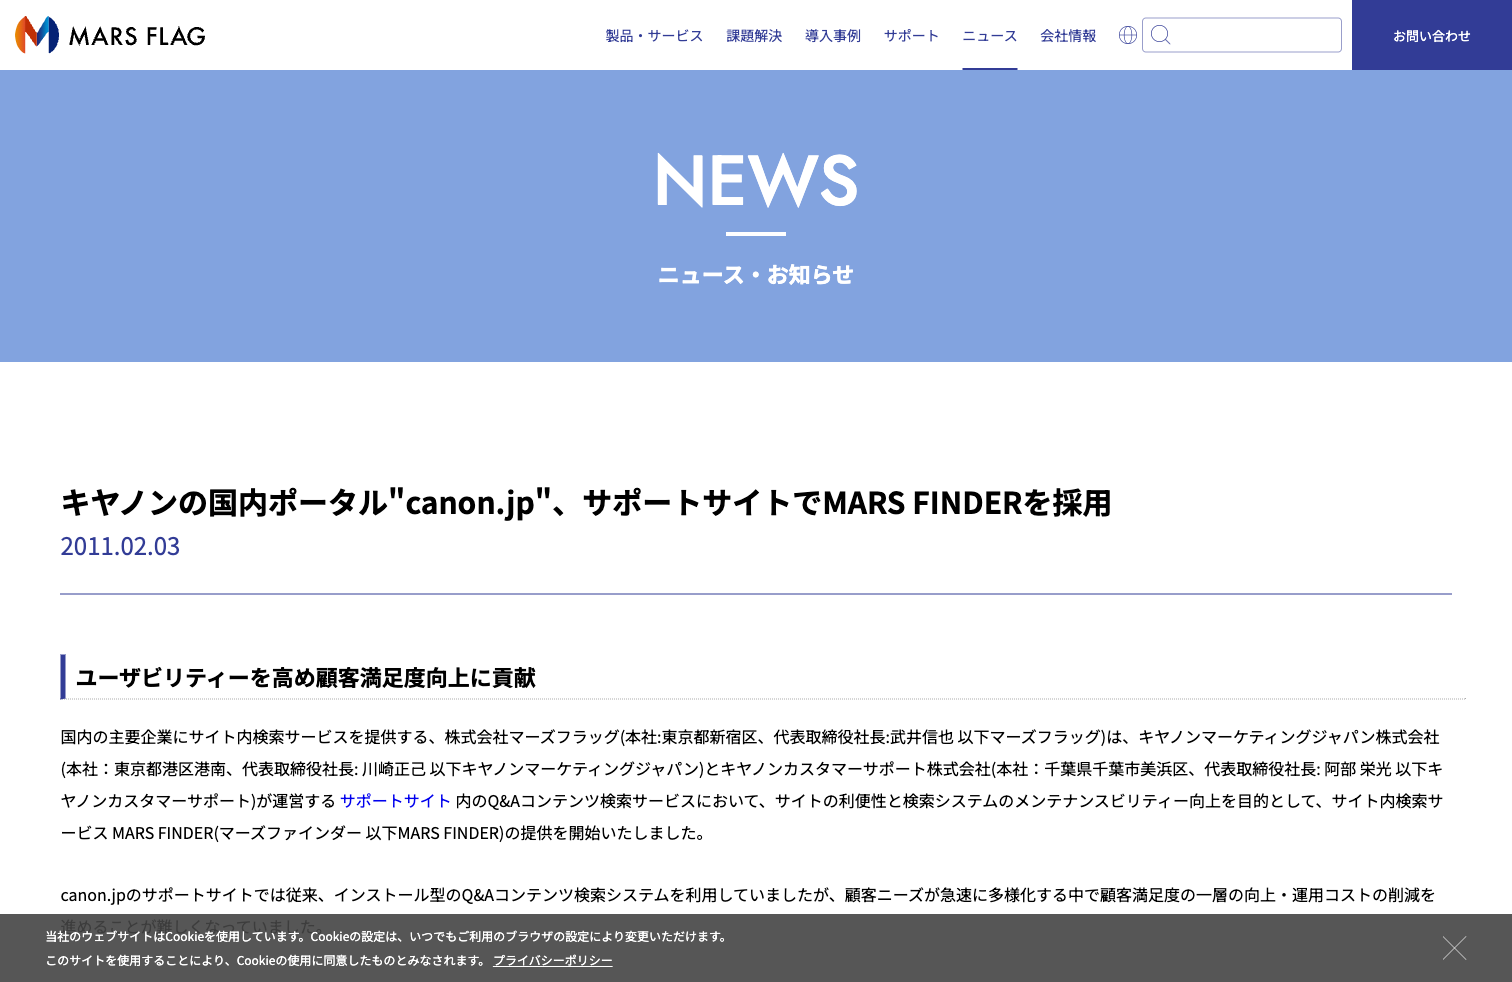 MARS FLAG
製品・サービス
課題解決
導入事例
サポート
ニュース
会社情報
お問い合わせ
NEWS
ニュース・お知らせ
キヤノンの国内ポータル"canon.jp"、サポートサイトでMARS FINDERを採用
2011.02.03
ユーザビリティーを高め顧客満足度向上に貢献
国内の主要企業にサイト内検索サービスを提供する、株式会社マーズフラッグ(本社:東京都新宿区、代表取締役社長:武井信也 以下マーズフラッグ)は、キヤノンマーケティングジャパン株式会社
(本社：東京都港区港南、代表取締役社長: 川崎正己 以下キヤノンマーケティングジャパン)とキヤノンカスタマーサポート株式会社(本社：千葉県千葉市美浜区、代表取締役社長: 阿部 栄光 以下キ
ヤノンカスタマーサポート)が運営する サポートサイト 内のQ&Aコンテンツ検索サービスにおいて、サイトの利便性と検索システムのメンテナンスビリティー向上を目的として、サイト内検索サ
ービス MARS FINDER(マーズファインダー 以下MARS FINDER)の提供を開始いたしました。
canon.jpのサポートサイトでは従来、インストール型のQ&Aコンテンツ検索システムを利用していましたが、顧客ニーズが急速に多様化する中で顧客満足度の一層の向上・運用コストの削減を
進めることが難しくなっていました。
当社のウェブサイトはCookieを使用しています。Cookieの設定は、いつでもご利用のブラウザの設定により変更いただけます。
このサイトを使用することにより、Cookieの使用に同意したものとみなされます。 プライバシーポリシー